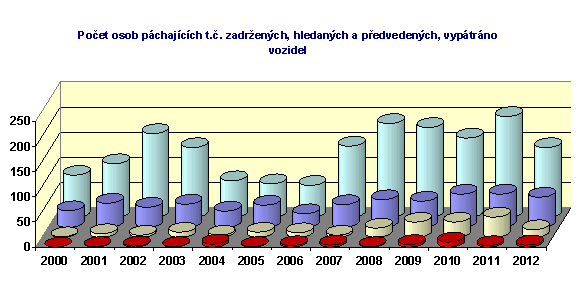 Počet osob páchajících t.č. zadržených, hledaných a předvedených, vypátráno
vozidel
250
200
150
100
50
0
2000 2001 2002 2003 2004 2005 2006 2007 2008 2009 2010 2011 2012